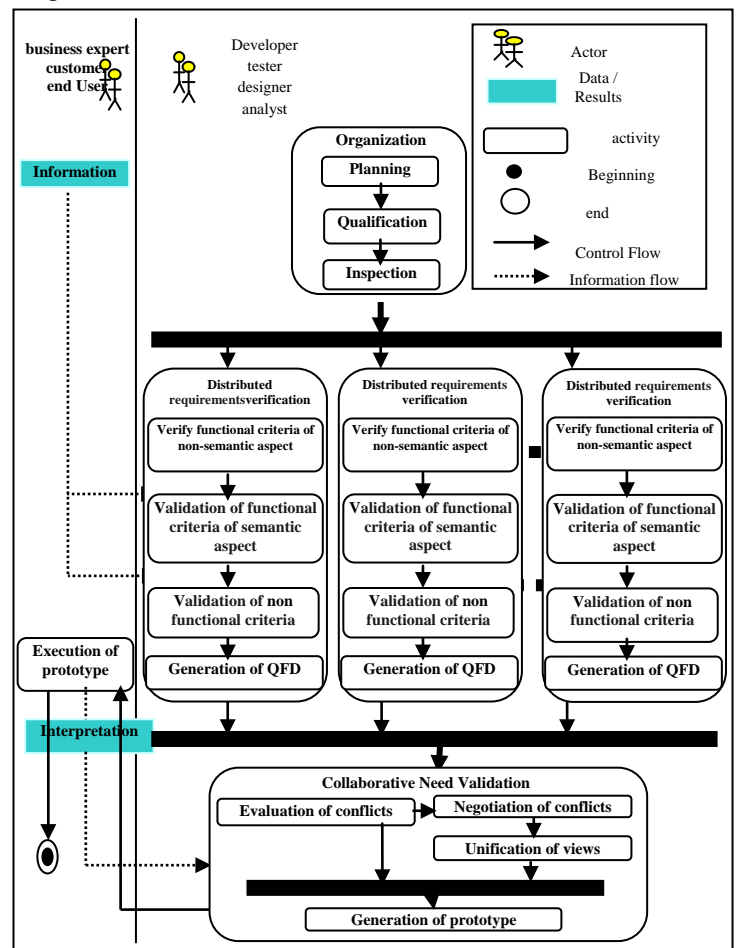 business expert
customer
end User
Developer
tester
designer
analyst
Actor
Data /
Results
activity
Beginning
end
Control Flow
Information flow
Organization
Planning
Qualification
Inspection
Information
Distributed
requirementsverification
Verify functional criteria of
non-semantic aspect
Validation of functional
criteria of semantic
aspect
Validation of non
functional criteria
Generation of QFD
Distributed requirements
verification
Verify functional criteria of
non-semantic aspect
Validation of functional
criteria of semantic
aspect
Validation of non
functional criteria
Generation of QFD
Distributed requirements
verification
Verify functional criteria of
non-semantic aspect
Validation of functional
criteria of semantic
aspect
Validation of non
functional criteria
Generation of QFD
Execution of
prototype
Interpretation
Collaborative Need Validation
Evaluation of conflicts
Negotiation of conflicts
Unification of views
Generation of prototype